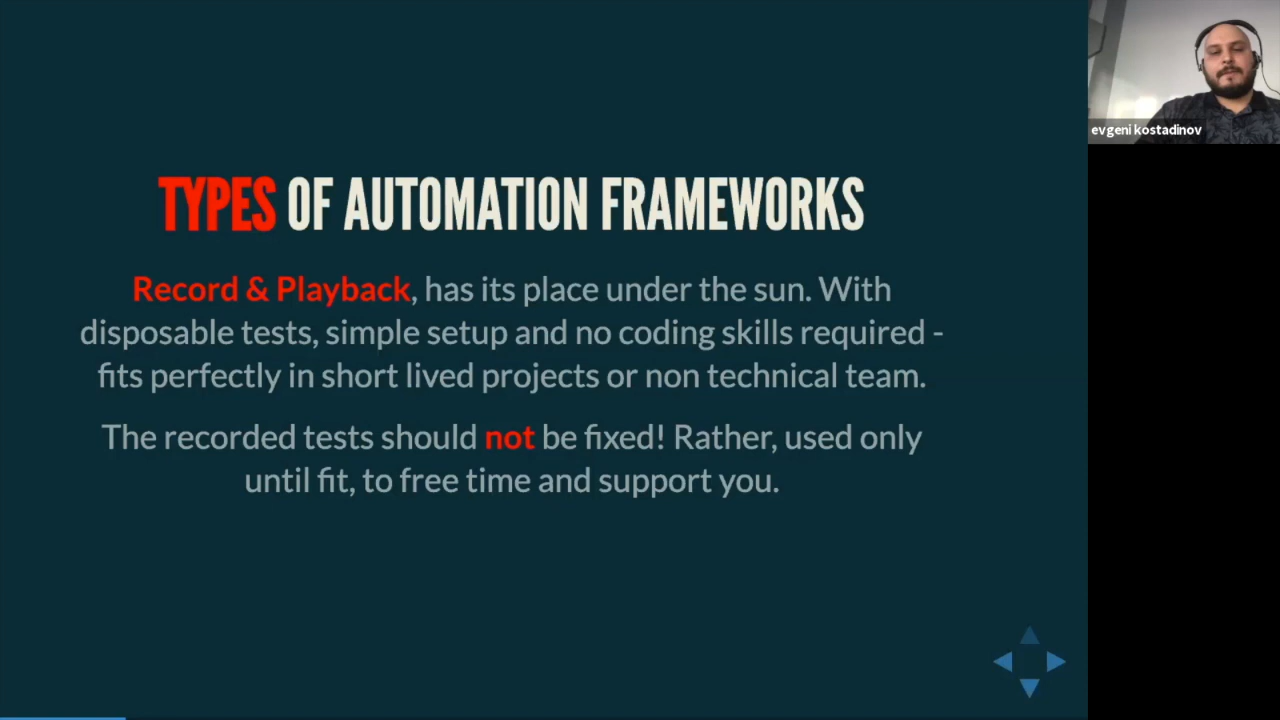 TYPES OF AUTOMATION FRAMEWORKS
Record & Playback, has its place under the sun. With
disposable tests, simple setup and no coding skills required -
fits perfectly in short lived projects or non technical team.
The recorded tests should not be fixed! Rather, used only
until fit, to free time and support you.
evgeni kostadinov